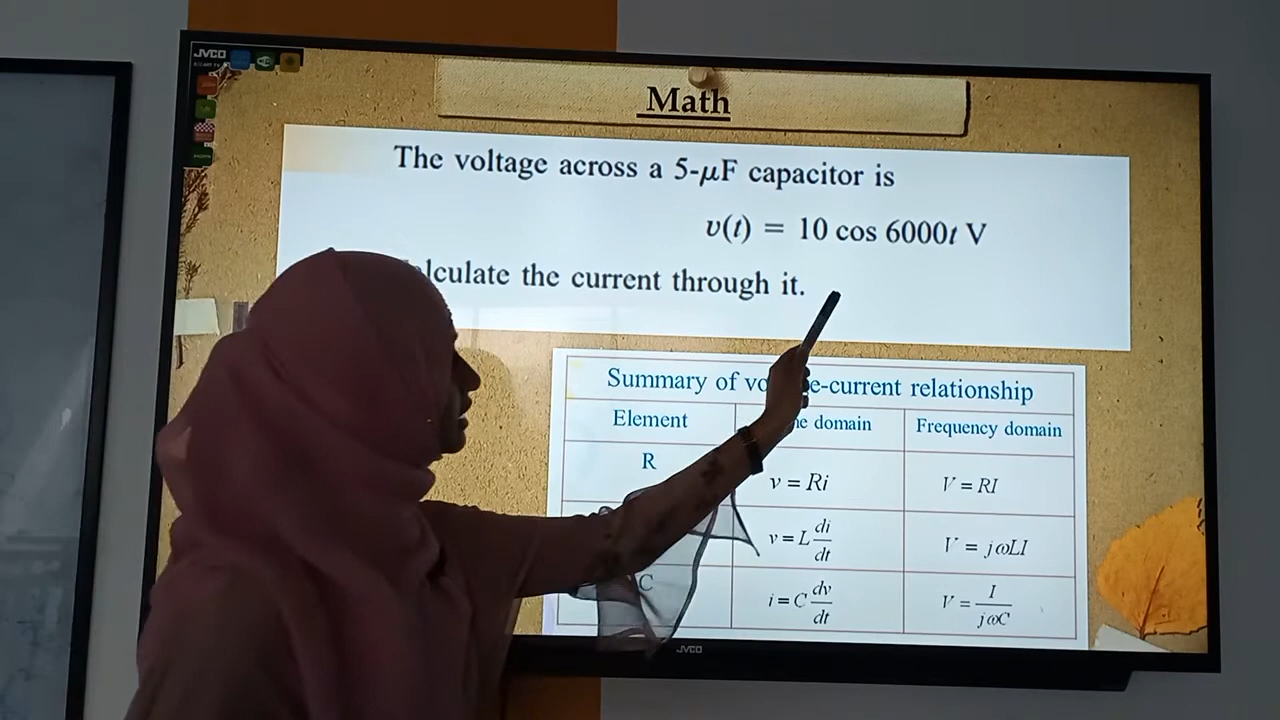 JVCO
Math
The voltage across a 5-μF capacitor is
v(t) = 10 cos 6000t V
lculate the current through it.
Summary of vo e-current relationship
Element e domain Frequency domain
R v = Ri V = RI
v = L di/dt V = jωLI
C i = C dv/dt V = I/jωC
JVCO